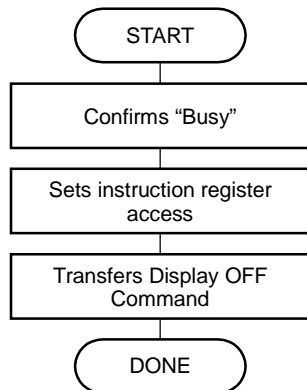 START
Confirms “Busy”
Sets instruction register
access
Transfers Display OFF
Command
DONE